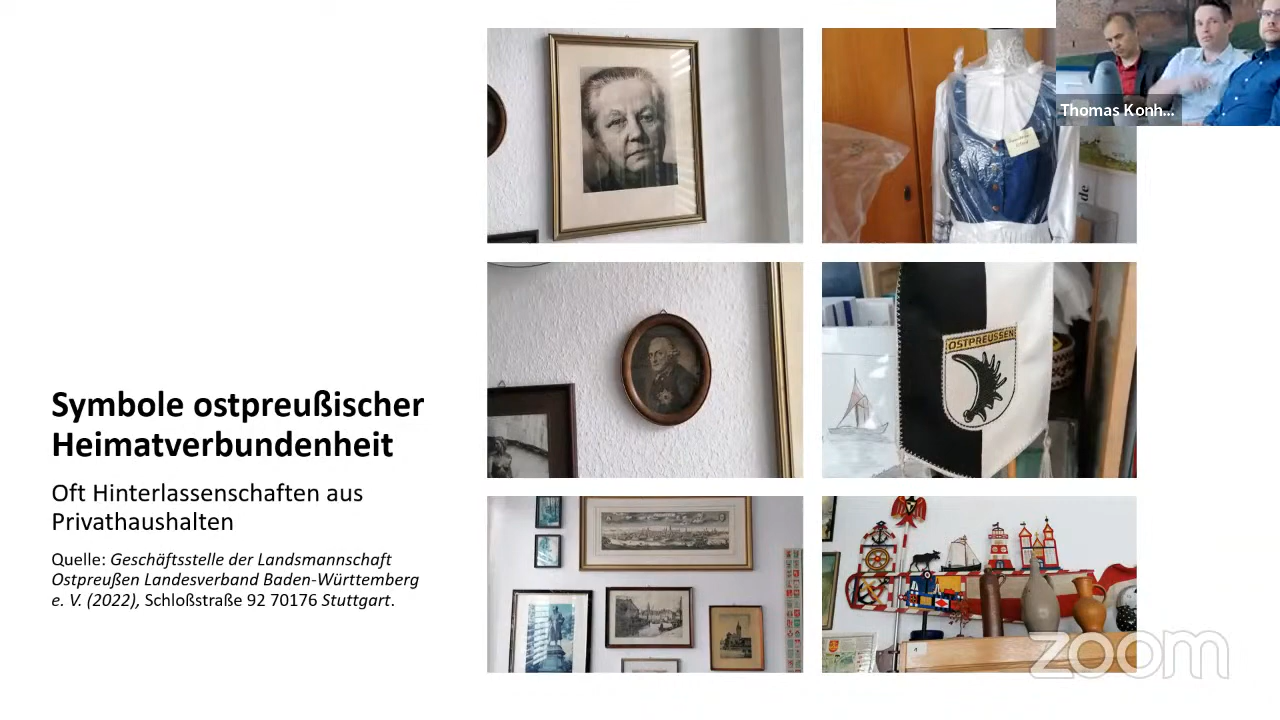 Symbole ostpreußischer
Heimatverbundenheit
Oft Hinterlassenschaften aus
Privathaushalten
Quelle: Geschäftsstelle der Landsmannschaft
Ostpreußen Landesverband Baden-Württemberg
e. V. (2022), Schloßstraße 92 70176 Stuttgart.
Thomas Konh...
de
OSTPREUSSEN
zoom